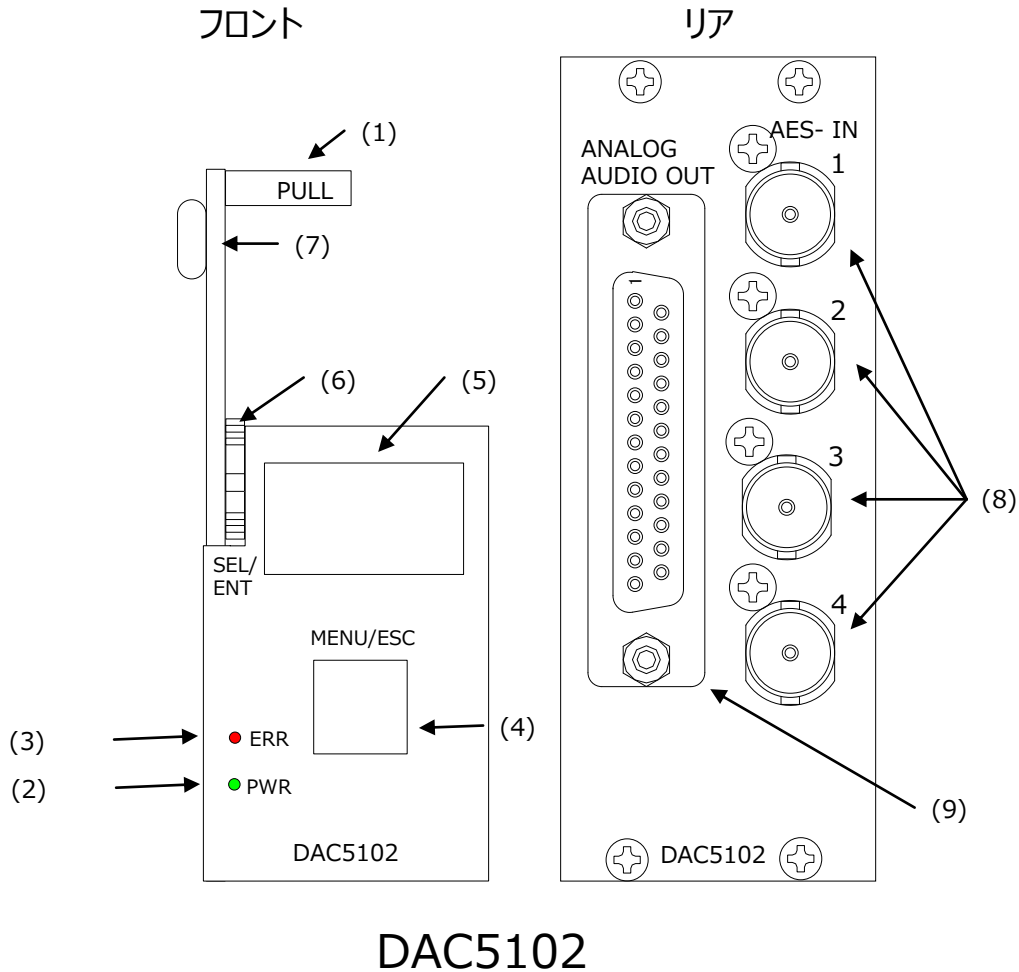 フロント
リア
(1)
PULL
(7)
(6)
(5)
SEL/
ENT
MENU/ESC
(4)
(3)
ERR
(2)
PWR
DAC5102
ANALOG
AUDIO OUT
AES- IN
1
1
2
3
4
(8)
(9)
DAC5102
DAC5102